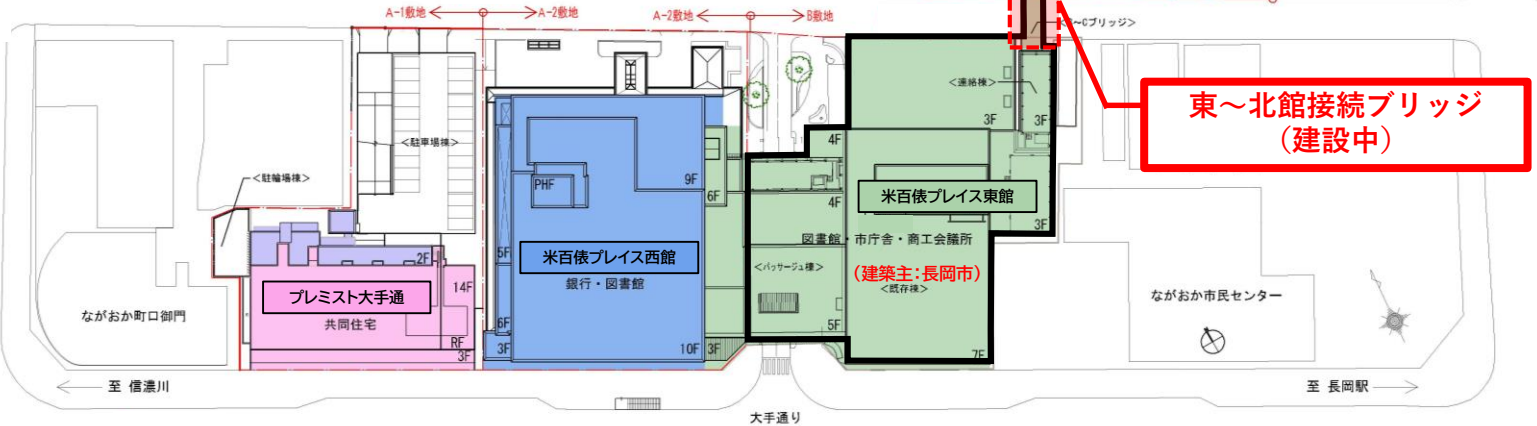 A-1敷地
A-2敷地
A-2敷地
B敷地
C~Cブリッジ>
東～北館接続ブリッジ
（建設中）
<連絡棟>
3F
3F
<駐車場棟>
4F
<駐輪場棟>
PHF
9F
6F
4F
米百俵プレイス東館
3F
図書館・市庁舎・商工会議所
2F
5F
米百俵プレイス西館
銀行・図書館
<パッサージュ棟>
（建築主:長岡市）
<既存棟>
14F
プレミスト大手通
共同住宅
ながおか町口御門
ながおか市民センター
6F
5F
RF
3F
3F
10F
3F
7F
至 信濃川
至 長岡駅
大手通り